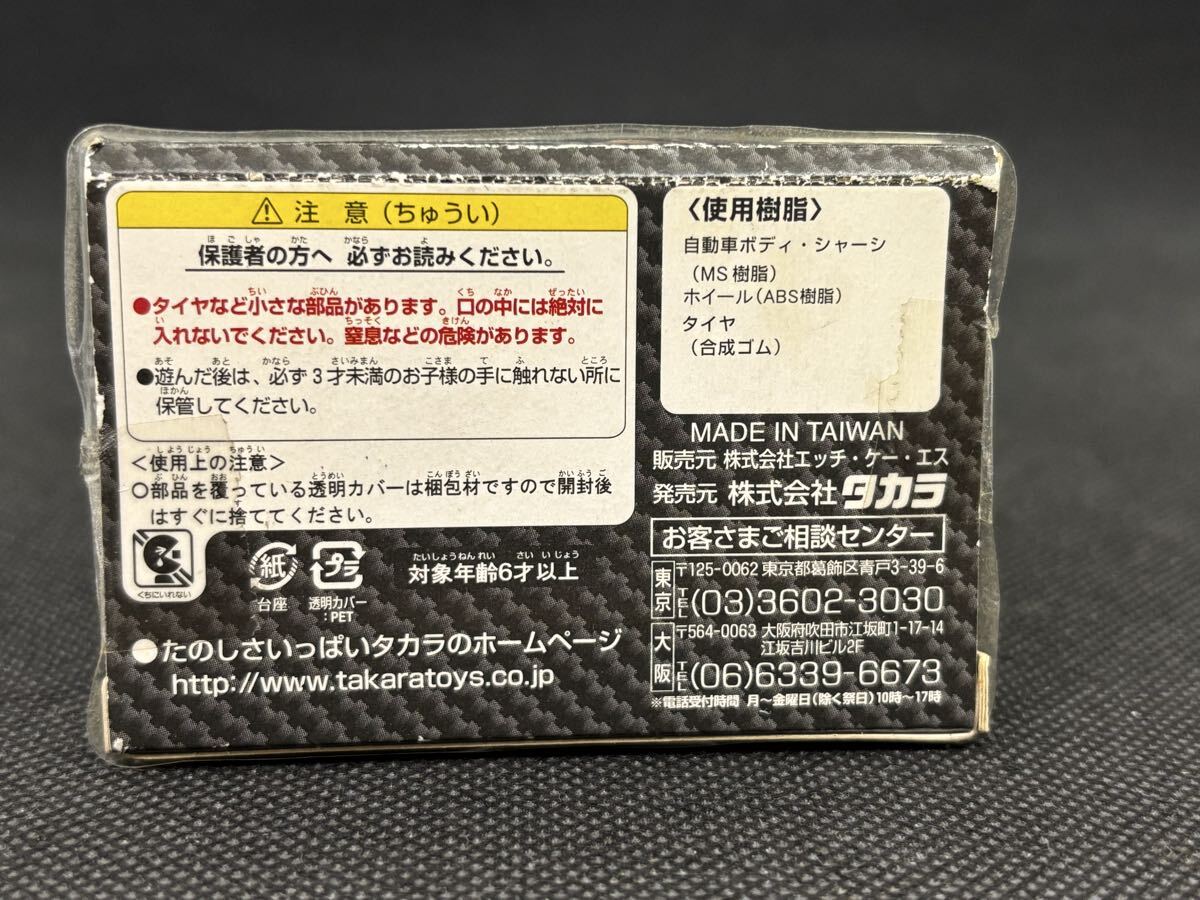 ⚠ 注 意（ちゅうい）
保護者の方へ 必ずお読みください。
●タイヤなど小さな部品があります。口の中には絶対に
入れないでください。窒息などの危険があります。
●遊んだ後は、必ず3才未満のお子様の手に触れない所に
保管してください。
＜使用上の注意＞
○部品を覆っている透明カバーは梱包材ですので開封後
はすぐに捨ててください。
くちにいれない
紙
台座
プラ
透明カバー
：PET
対象年齢6才以上
●たのしさいっぱいタカラのホームページ
http://www.takaratoys.co.jp
〈使用樹脂〉
自動車ボディ・シャーシ
（MS樹脂）
ホイール（ABS樹脂）
タイヤ
（合成ゴム）
MADE IN TAIWAN
販売元 株式会社エッチ・ケー・エス
発売元 株式会社タカラ
お客さまご相談センター
東京 〒125-0062 東京都葛飾区青戸3-39-6
TEL(03)3602-3030
大阪 〒564-0063 大阪府吹田市江坂町1-17-14
江坂吉川ビル2F
TEL(06)6339-6673
※電話受付時間 月〜金曜日（除く祭日）10時〜17時